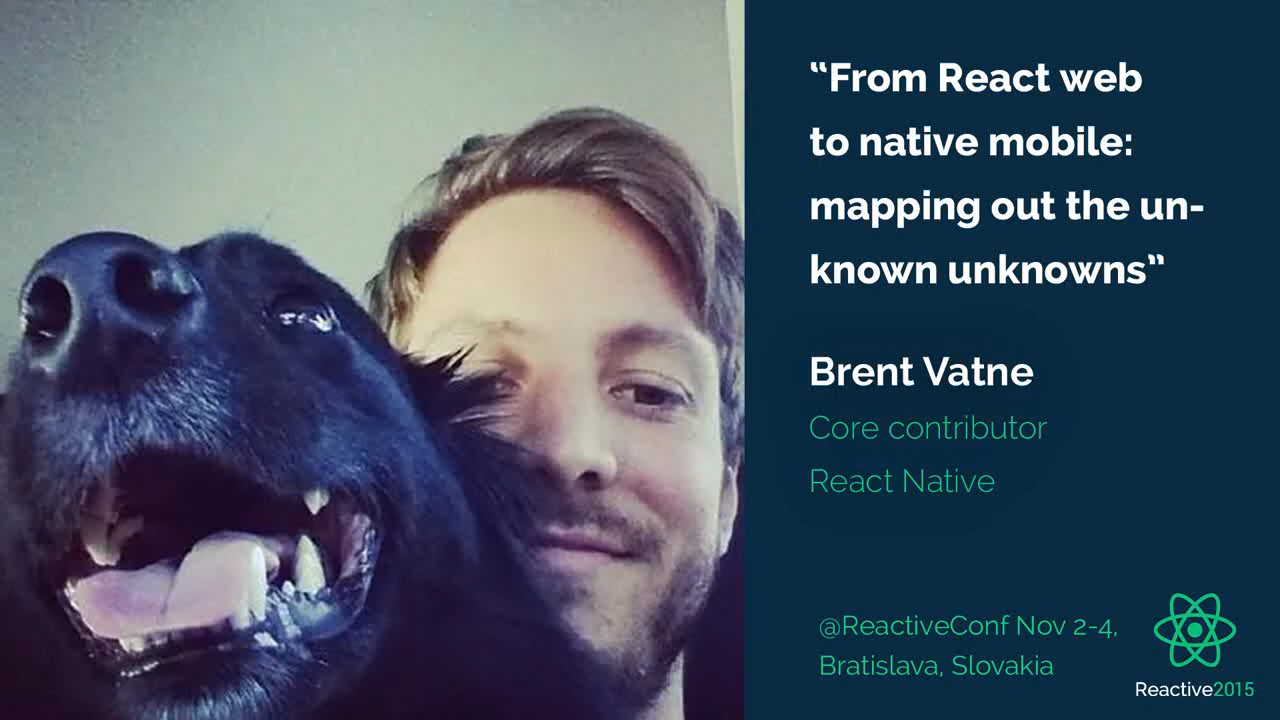 “From React web
to native mobile:
mapping out the un-
known unknowns”
Brent Vatne
Core contributor
React Native
@ReactiveConf Nov 2-4,
Bratislava, Slovakia
Reactive2015